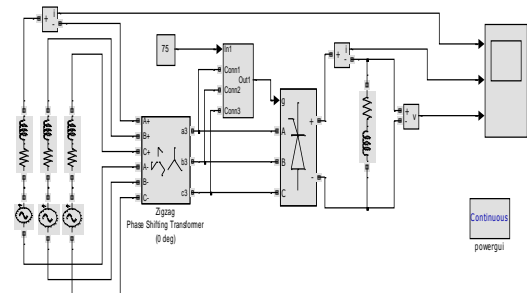 + i -
75
In1
Conn1
Conn2
Conn3
Out1
+ i -
g
A
B
C
+
-
+ v -
A+
B+
C+
A-
B-
C-
a3
b3
c3
Zigzag
Phase Shifting Transformer
(0 deg)
Continuous
powergui